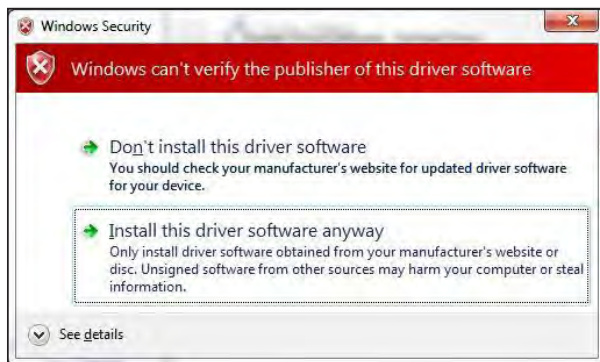 Windows Security
Windows can't verify the publisher of this driver software
Don't install this driver software
You should check your manufacturer's website for updated driver software
for your device.
Install this driver software anyway
Only install driver software obtained from your manufacturer's website or
disc. Unsigned software from other sources may harm your computer or steal
information.
See details